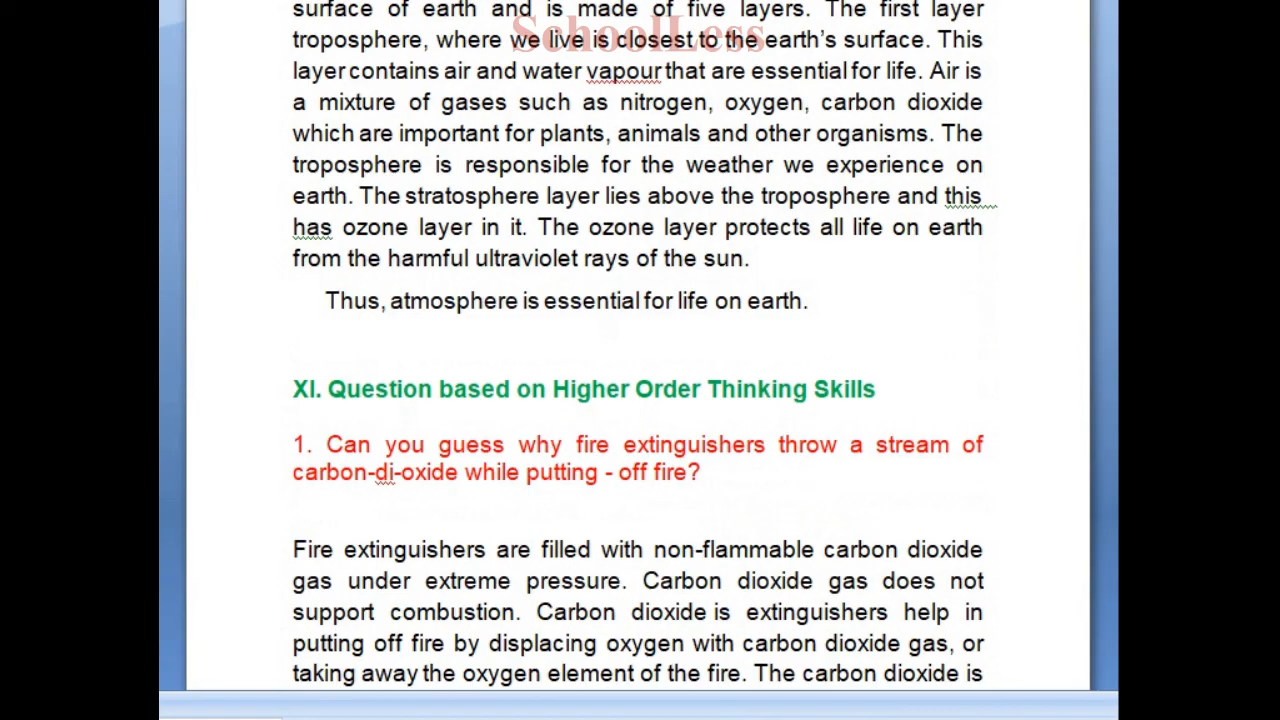 surface of earth and is made of five layers. The first layer
SchoolLess
troposphere, where we live is closest to the earth's surface. This
layer contains air and water vapour that are essential for life. Air is
a mixture of gases such as nitrogen, oxygen, carbon dioxide
which are important for plants, animals and other organisms. The
troposphere is responsible for the weather we experience on
earth. The stratosphere layer lies above the troposphere and this
has ozone layer in it. The ozone layer protects all life on earth
from the harmful ultraviolet rays of the sun.
Thus, atmosphere is essential for life on earth.
XI. Question based on Higher Order Thinking Skills
1. Can you guess why fire extinguishers throw a stream of
carbon-di-oxide while putting - off fire?
Fire extinguishers are filled with non-flammable carbon dioxide
gas under extreme pressure. Carbon dioxide gas does not
support combustion. Carbon dioxide is extinguishers help in
putting off fire by displacing oxygen with carbon dioxide gas, or
taking away the oxygen element of the fire. The carbon dioxide is